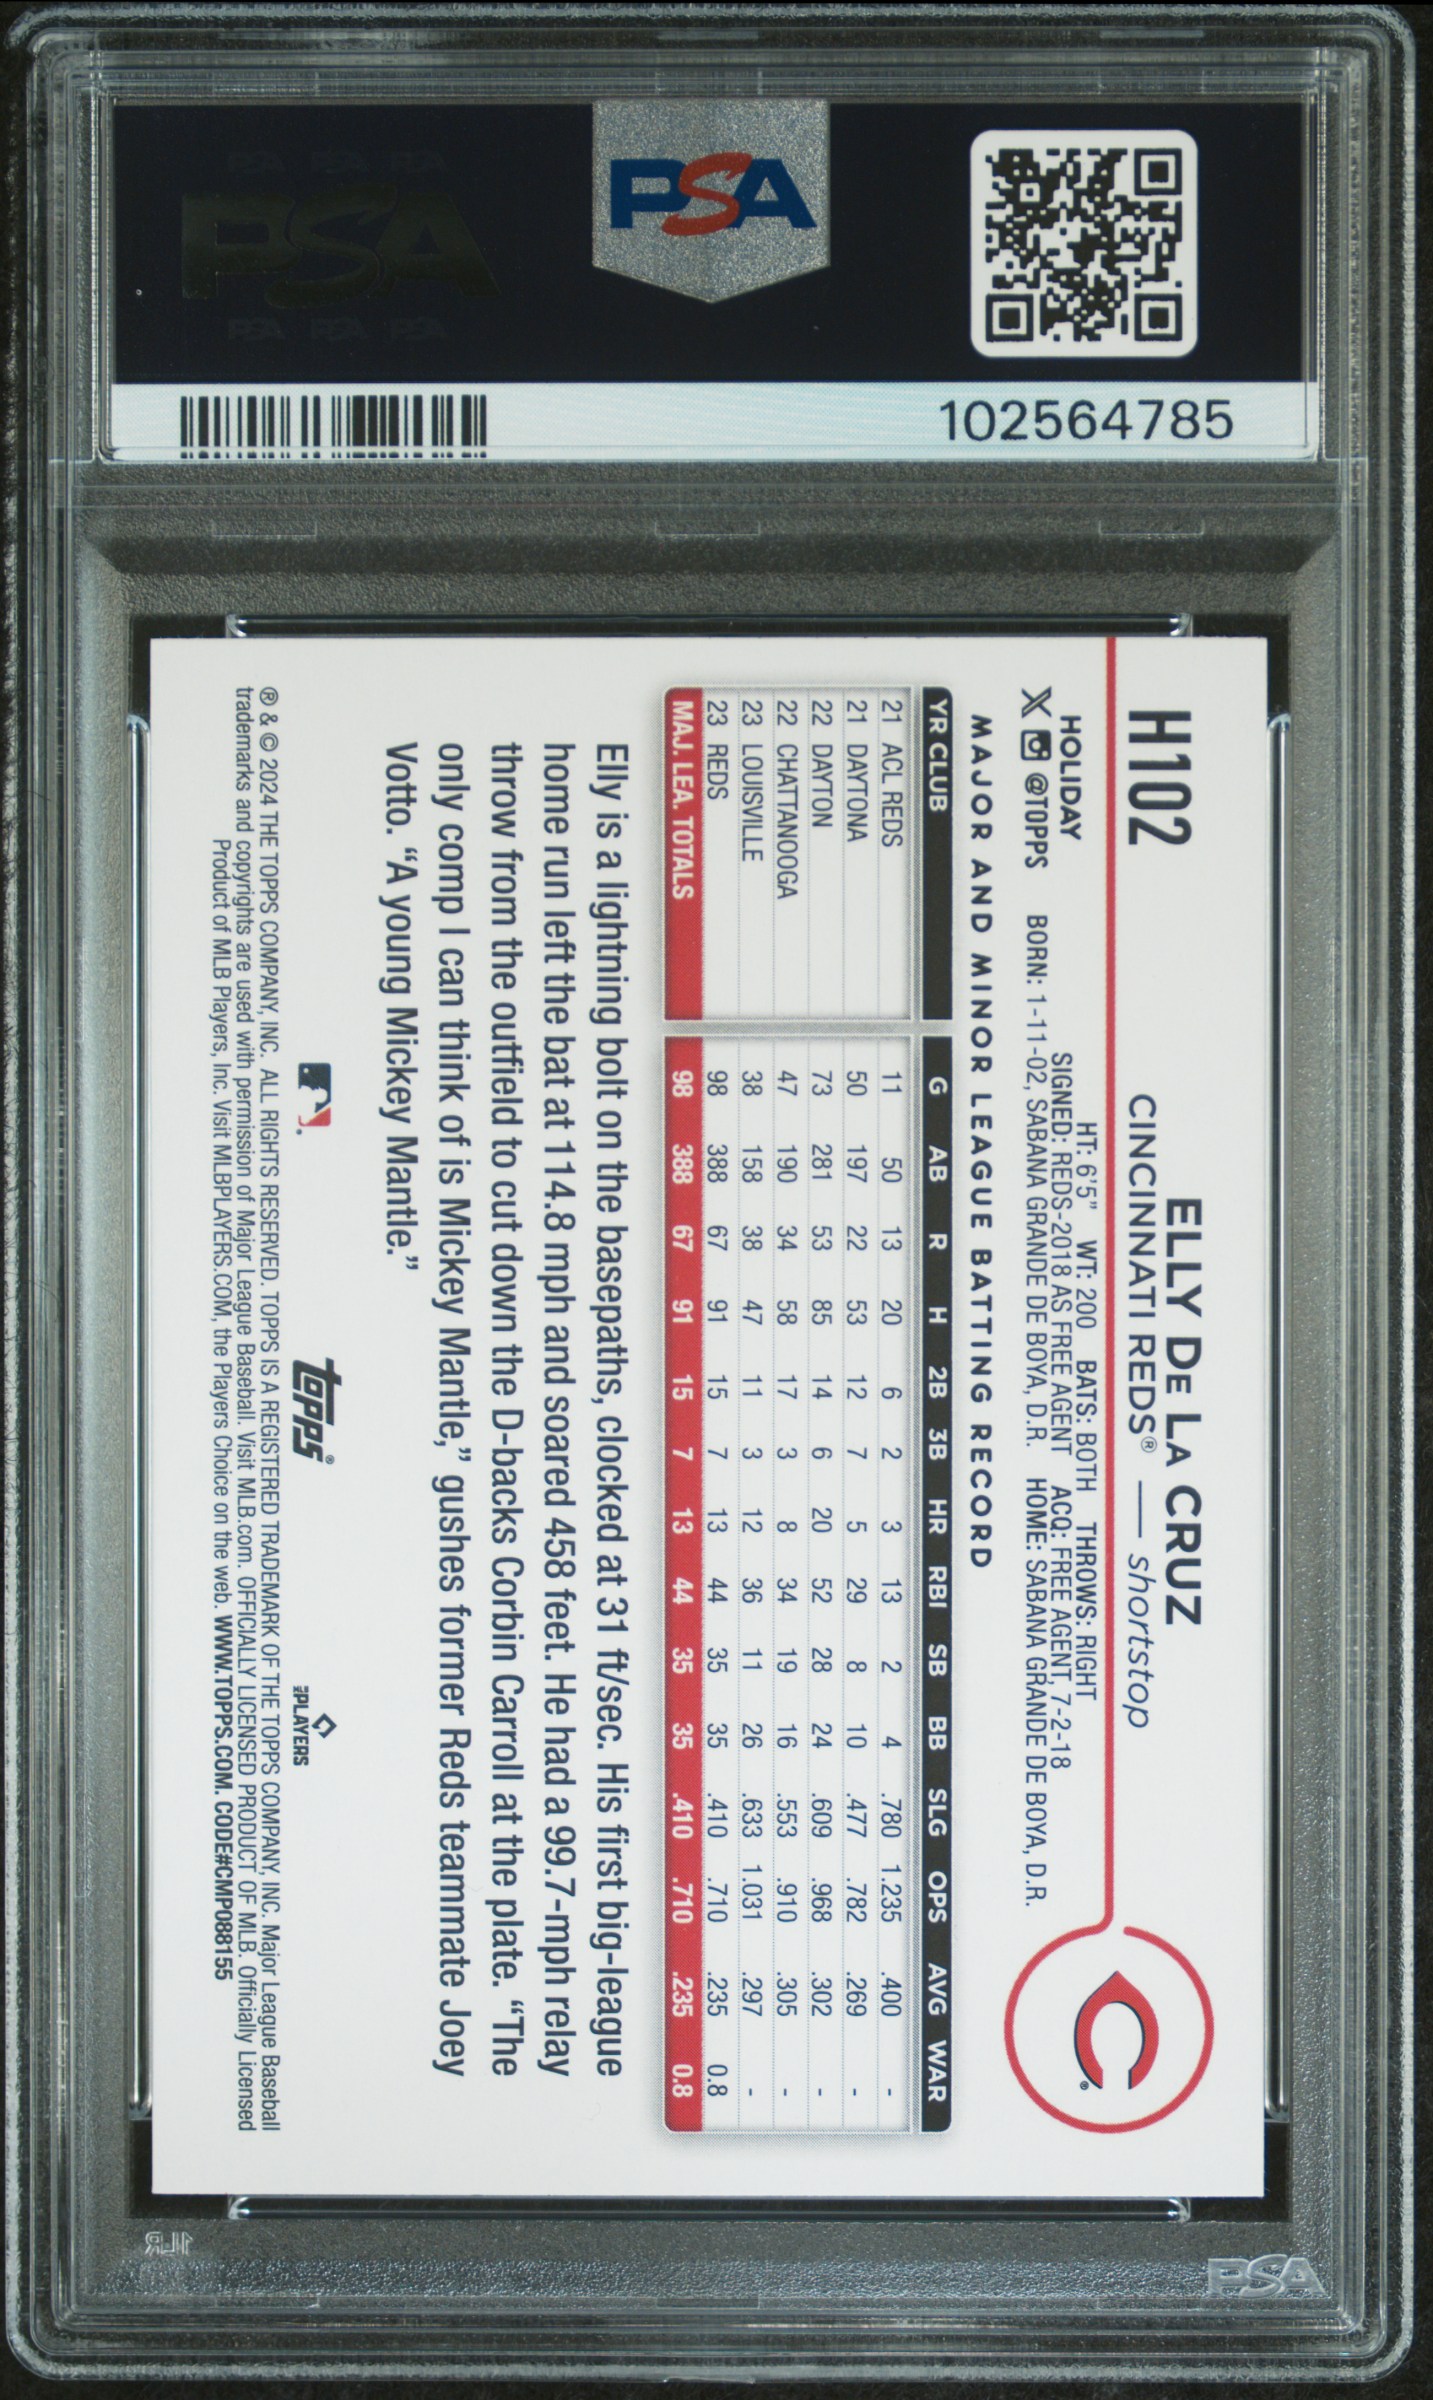 PSA
102564785
H102
ELLY DE LA CRUZ
CINCINNATI REDS® — shortstop
HOLIDAY
HT: 6'5" WT: 200 BATS: BOTH THROWS: RIGHT
SIGNED: REDS-2018 AS FREE AGENT ACQ: FREE AGENT, 7-2-18
@TOPPS BORN: 1-11-02, SABANA GRANDE DE BOYA, D.R. HOME: SABANA GRANDE DE BOYA, D.R.
MAJOR AND MINOR LEAGUE BATTING RECORD
YR CLUB G AB R H 2B 3B HR RBI SB BB SLG OPS AVG WAR
21 ACL REDS 11 50 13 20 6 2 3 13 2 4 .780 1.235 .400 -
21 DAYTONA 50 197 22 53 12 7 5 29 8 10 .477 .782 .269 -
22 DAYTON 73 281 53 85 14 6 20 52 28 24 .609 .968 .302 -
22 CHATTANOOGA 47 190 34 58 17 3 8 34 19 16 .553 .910 .305 -
23 LOUISVILLE 38 158 38 47 11 3 12 36 11 26 .633 1.031 .297 -
23 REDS 98 388 67 91 15 7 13 44 35 35 .410 .710 .235 0.8
MAJ. LEA. TOTALS 98 388 67 91 15 7 13 44 35 35 .410 .710 .235 0.8
Elly is a lightning bolt on the basepaths, clocked at 31 ft/sec. His first big-league
home run left the bat at 114.8 mph and soared 458 feet. He had a 99.7-mph relay
throw from the outfield to cut down the D-backs Corbin Carroll at the plate. “The
only comp I can think of is Mickey Mantle,” gushes former Reds teammate Joey
Votto. “A young Mickey Mantle.”
topps®
PLAYERS
® & © 2024 THE TOPPS COMPANY, INC. ALL RIGHTS RESERVED. TOPPS IS A REGISTERED TRADEMARK OF THE TOPPS COMPANY, INC. Major League Baseball
trademarks and copyrights are used with permission of Major League Baseball. Visit MLB.com. OFFICIALLY LICENSED PRODUCT OF MLB. Officially Licensed
Product of MLB Players, Inc. Visit MLBPLAYERS.COM, the Players Choice on the web. WWW.TOPPS.COM. CODE#CMP088155
PSA